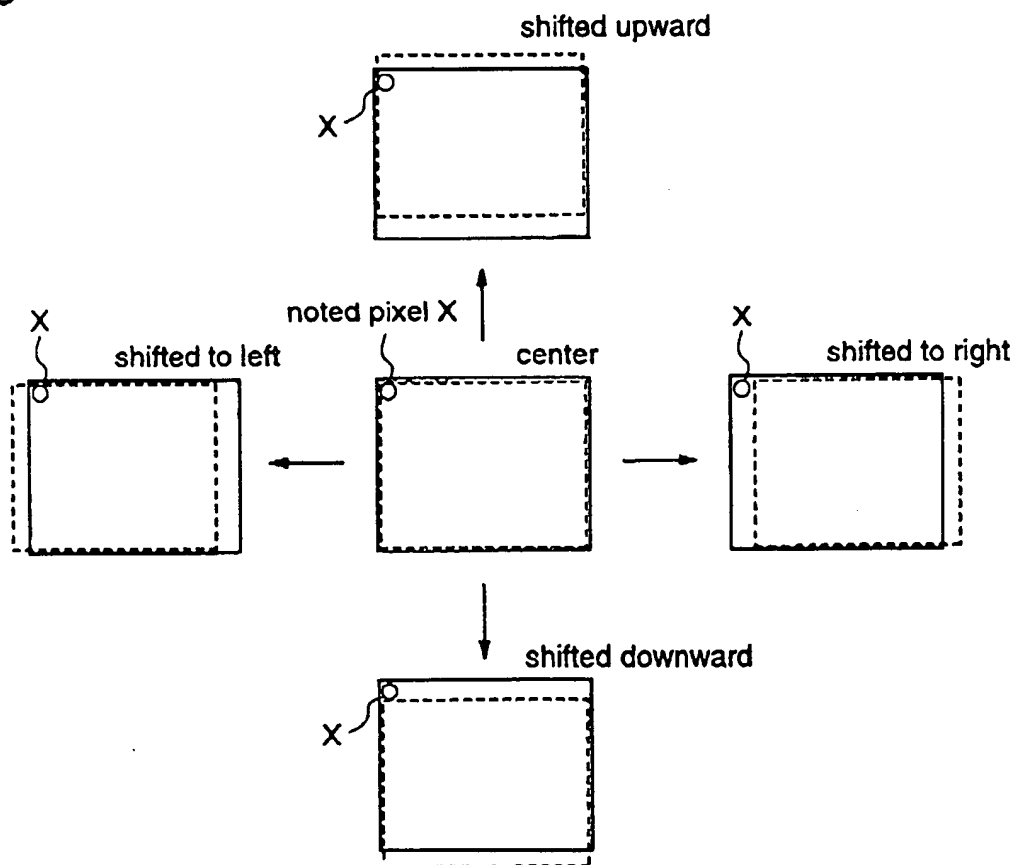 shifted upward
X
noted pixel X
X
shifted to left
center
X
shifted to right
shifted downward
X